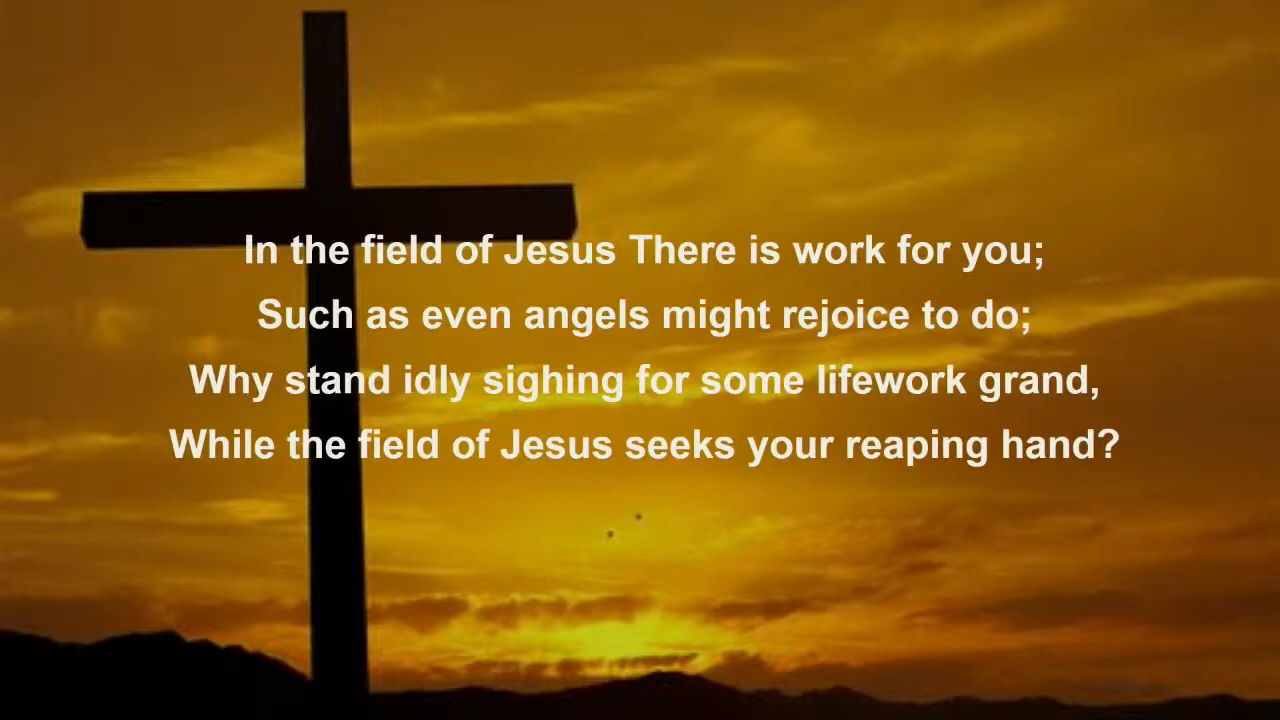 In the field of Jesus There is work for you;
Such as even angels might rejoice to do;
Why stand idly sighing for some lifework grand,
While the field of Jesus seeks your reaping hand?